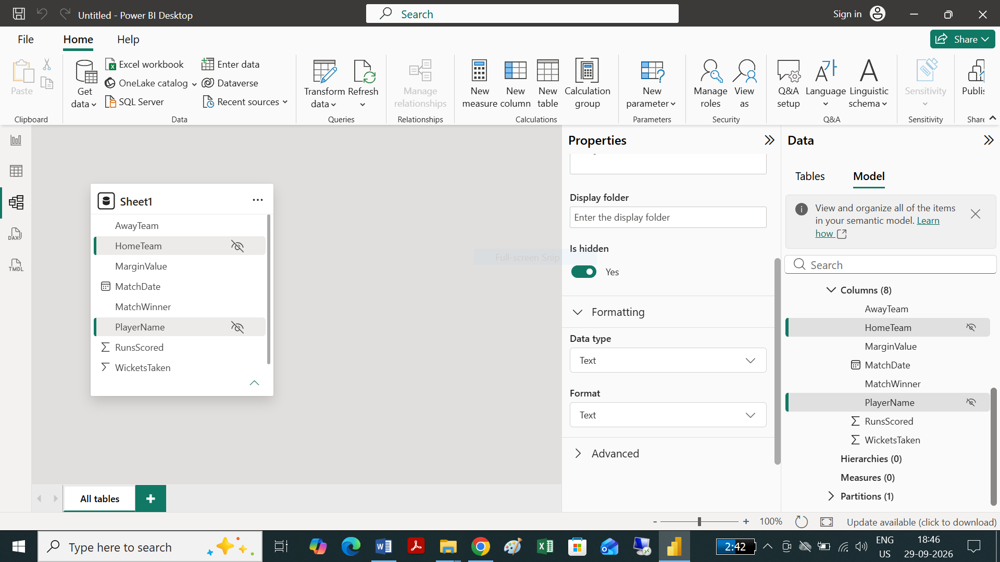 Untitled - Power BI Desktop
Search
Sign in
File
Home
Help
Share
Paste
Clipboard
Get data
Excel workbook
OneLake catalog
SQL Server
Enter data
Dataverse
Recent sources
Data
Transform data
Refresh
Queries
Manage relationships
Relationships
New measure
New column
New table
Calculation group
Calculations
New parameter
Parameters
Manage roles
View as
Security
Q&A setup
Language
Linguistic schema
Q&A
Sensitivity
Sensitivity
Publis
Share
DAX
TMDL
Sheet1
AwayTeam
HomeTeam
MarginValue
MatchDate
MatchWinner
PlayerName
RunsScored
WicketsTaken
Full-screen Snip
All tables
Properties
Display folder
Enter the display folder
Is hidden
Yes
Formatting
Data type
Text
Format
Text
Advanced
Data
Tables
Model
View and organize all of the items
in your semantic model. Learn
how
Search
Columns (8)
AwayTeam
HomeTeam
MarginValue
MatchDate
MatchWinner
PlayerName
RunsScored
WicketsTaken
Hierarchies (0)
Measures (0)
Partitions (1)
- + 100%
Update available (click to download)
Type here to search
2:42
ENG
US
18:46
29-09-2026